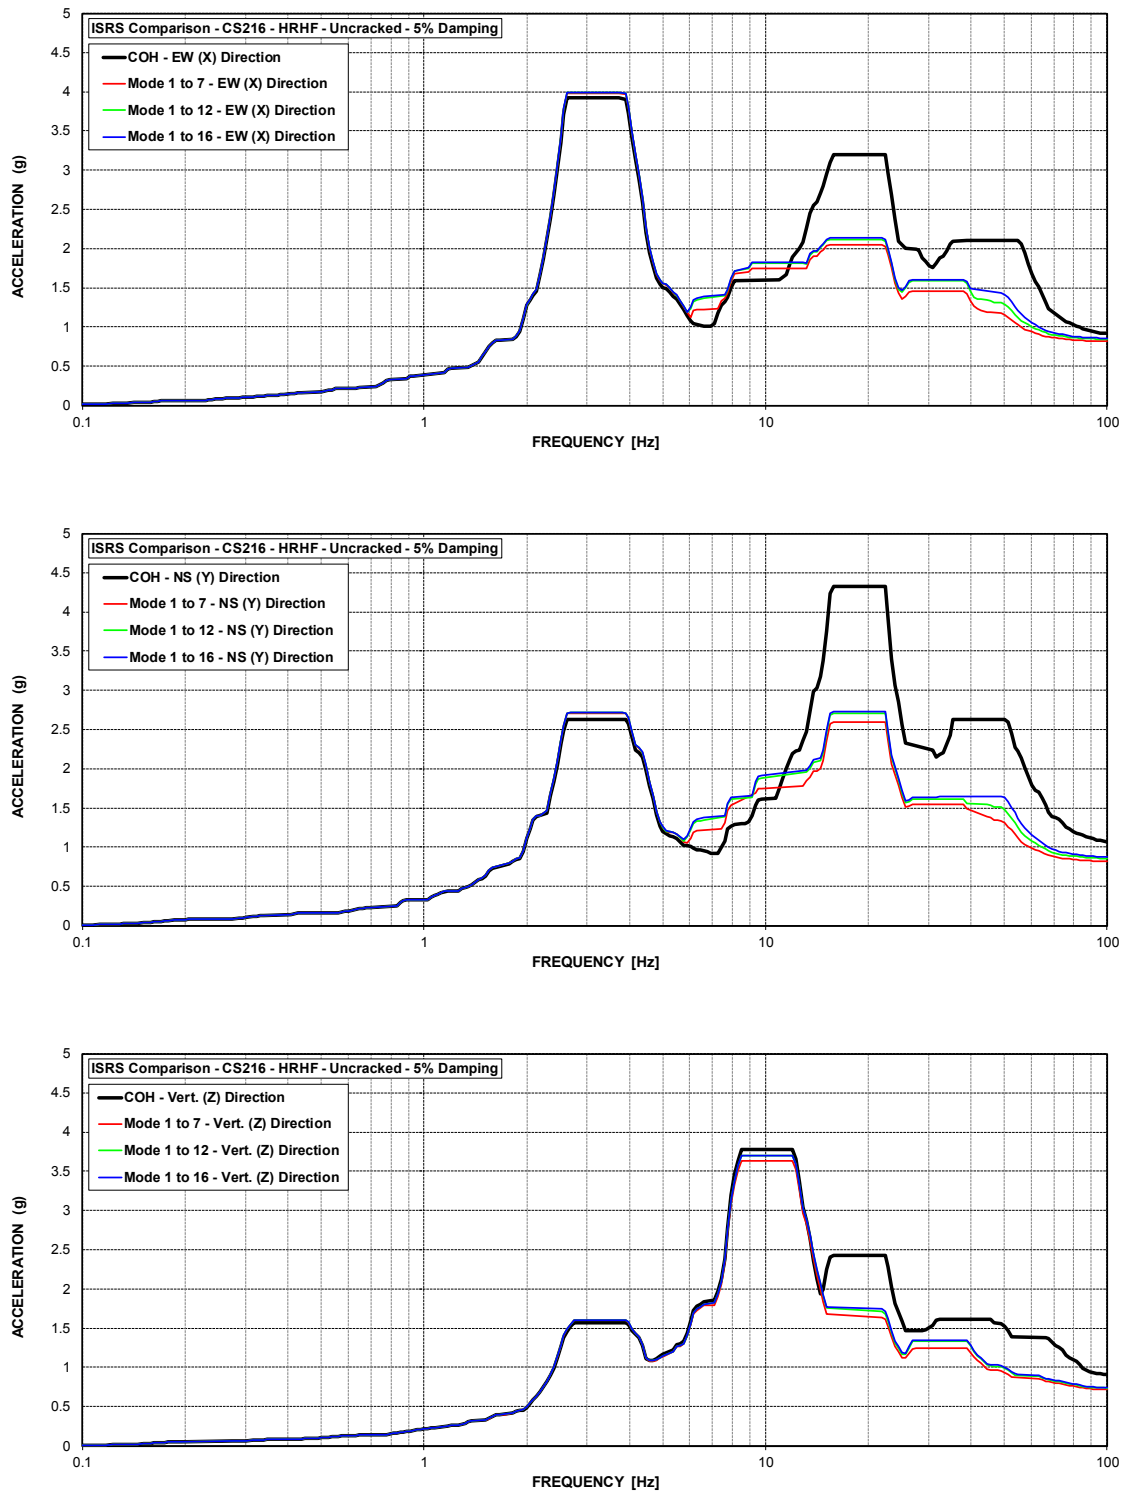 5
ISRS Comparison - CS216 - HRHF - Uncracked - 5% Damping
4.5
COH - EW (X) Direction
Mode 1 to 7 - EW (X) Direction
4
Mode 1 to 12 - EW (X) Direction
Mode 1 to 16 - EW (X) Direction
3.5
3
2.5
2
1.5
1
0.5
0
ACCELERATION (g)
0.1
1
10
100
FREQUENCY [Hz]
5
ISRS Comparison - CS216 - HRHF - Uncracked - 5% Damping
4.5
COH - NS (Y) Direction
Mode 1 to 7 - NS (Y) Direction
4
Mode 1 to 12 - NS (Y) Direction
Mode 1 to 16 - NS (Y) Direction
3.5
3
2.5
2
1.5
1
0.5
0
ACCELERATION (g)
0.1
1
10
100
FREQUENCY [Hz]
5
ISRS Comparison - CS216 - HRHF - Uncracked - 5% Damping
4.5
COH - Vert. (Z) Direction
Mode 1 to 7 - Vert. (Z) Direction
4
Mode 1 to 12 - Vert. (Z) Direction
Mode 1 to 16 - Vert. (Z) Direction
3.5
3
2.5
2
1.5
1
0.5
0
ACCELERATION (g)
0.1
1
10
100
FREQUENCY [Hz]